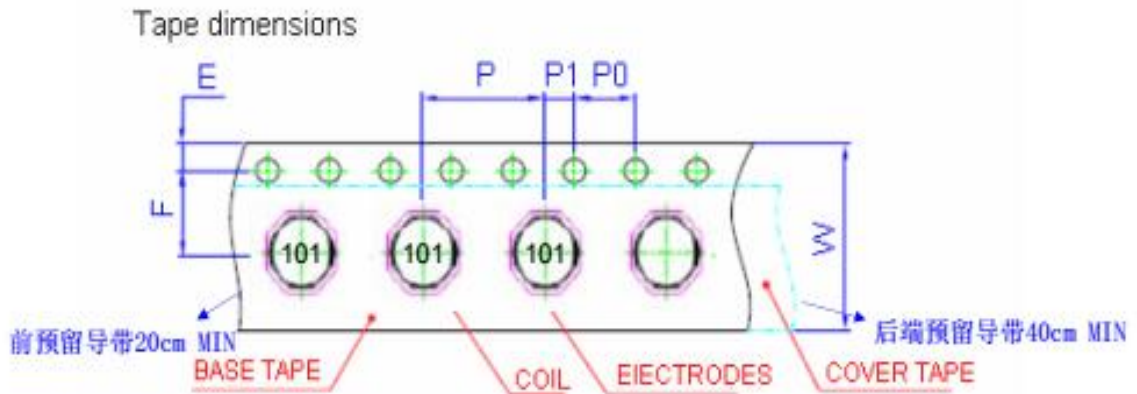 Tape dimensions
E
P
P1
P0
F
W
101
101
101
前预留导带20cm MIN
后端预留导带40cm MIN
BASE TAPE
COIL
ElECTRODES
COVER TAPE